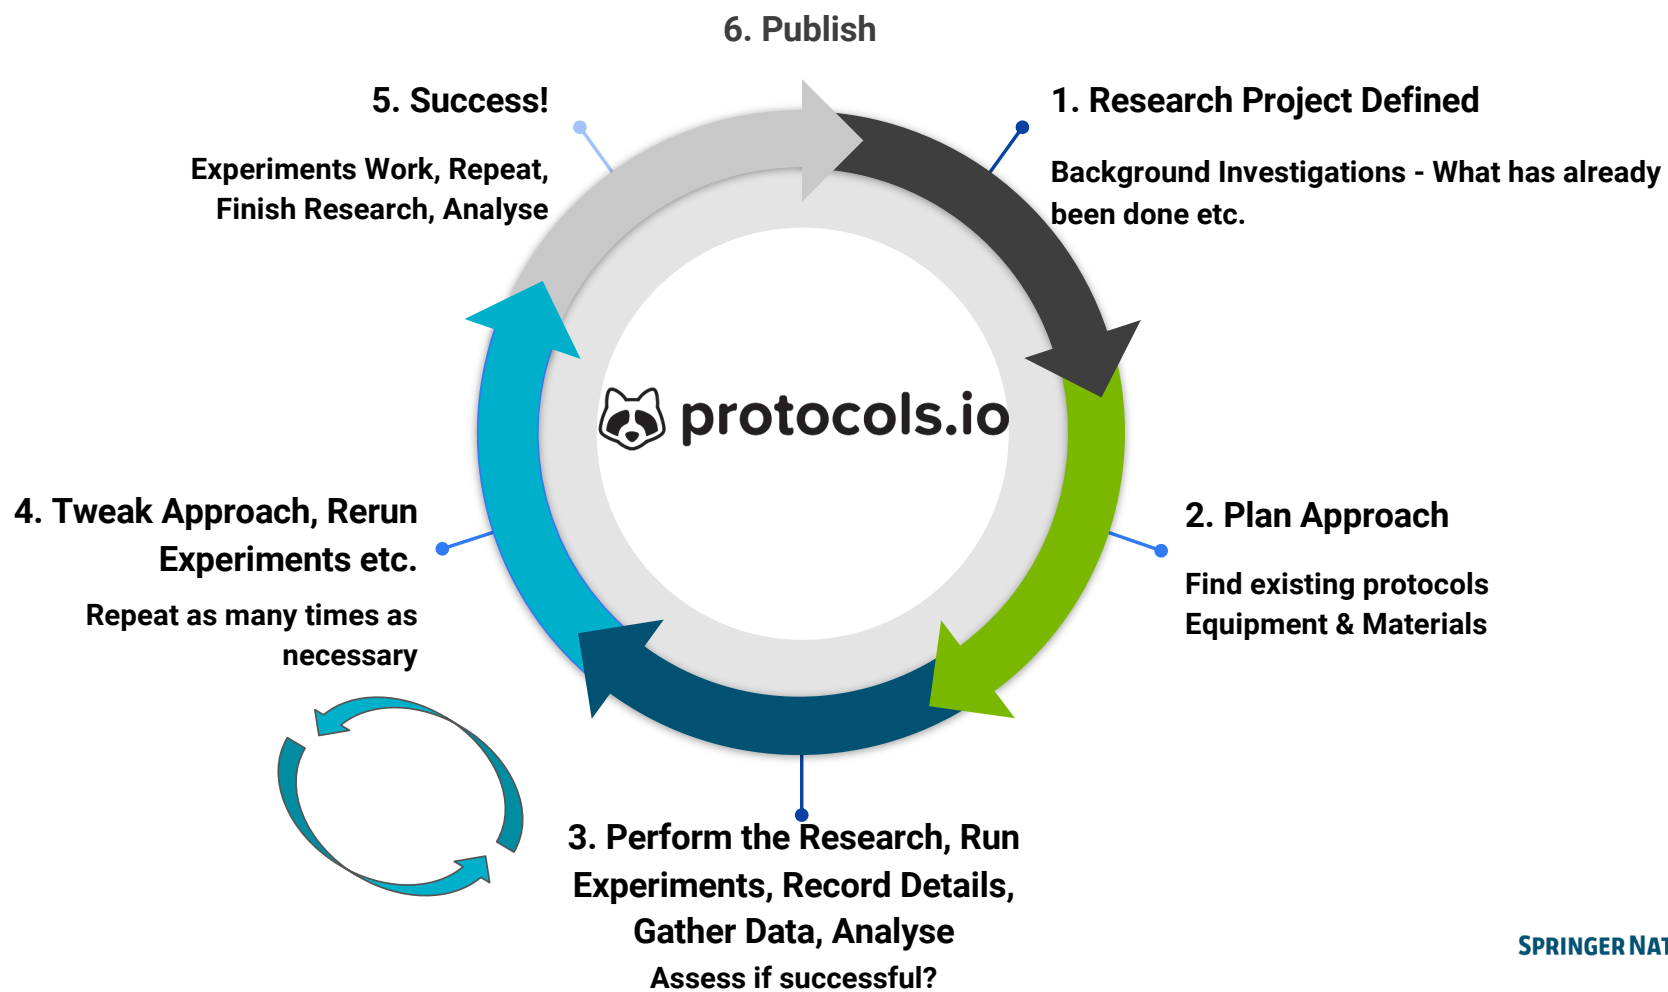 6. Publish
5. Success!
Experiments Work, Repeat,
Finish Research, Analyse
1. Research Project Defined
Background Investigations - What has already
been done etc.
protocols.io
4. Tweak Approach, Rerun
Experiments etc.
Repeat as many times as
necessary
2. Plan Approach
Find existing protocols
Equipment & Materials
3. Perform the Research, Run
Experiments, Record Details,
Gather Data, Analyse
Assess if successful?
SPRINGER NAT